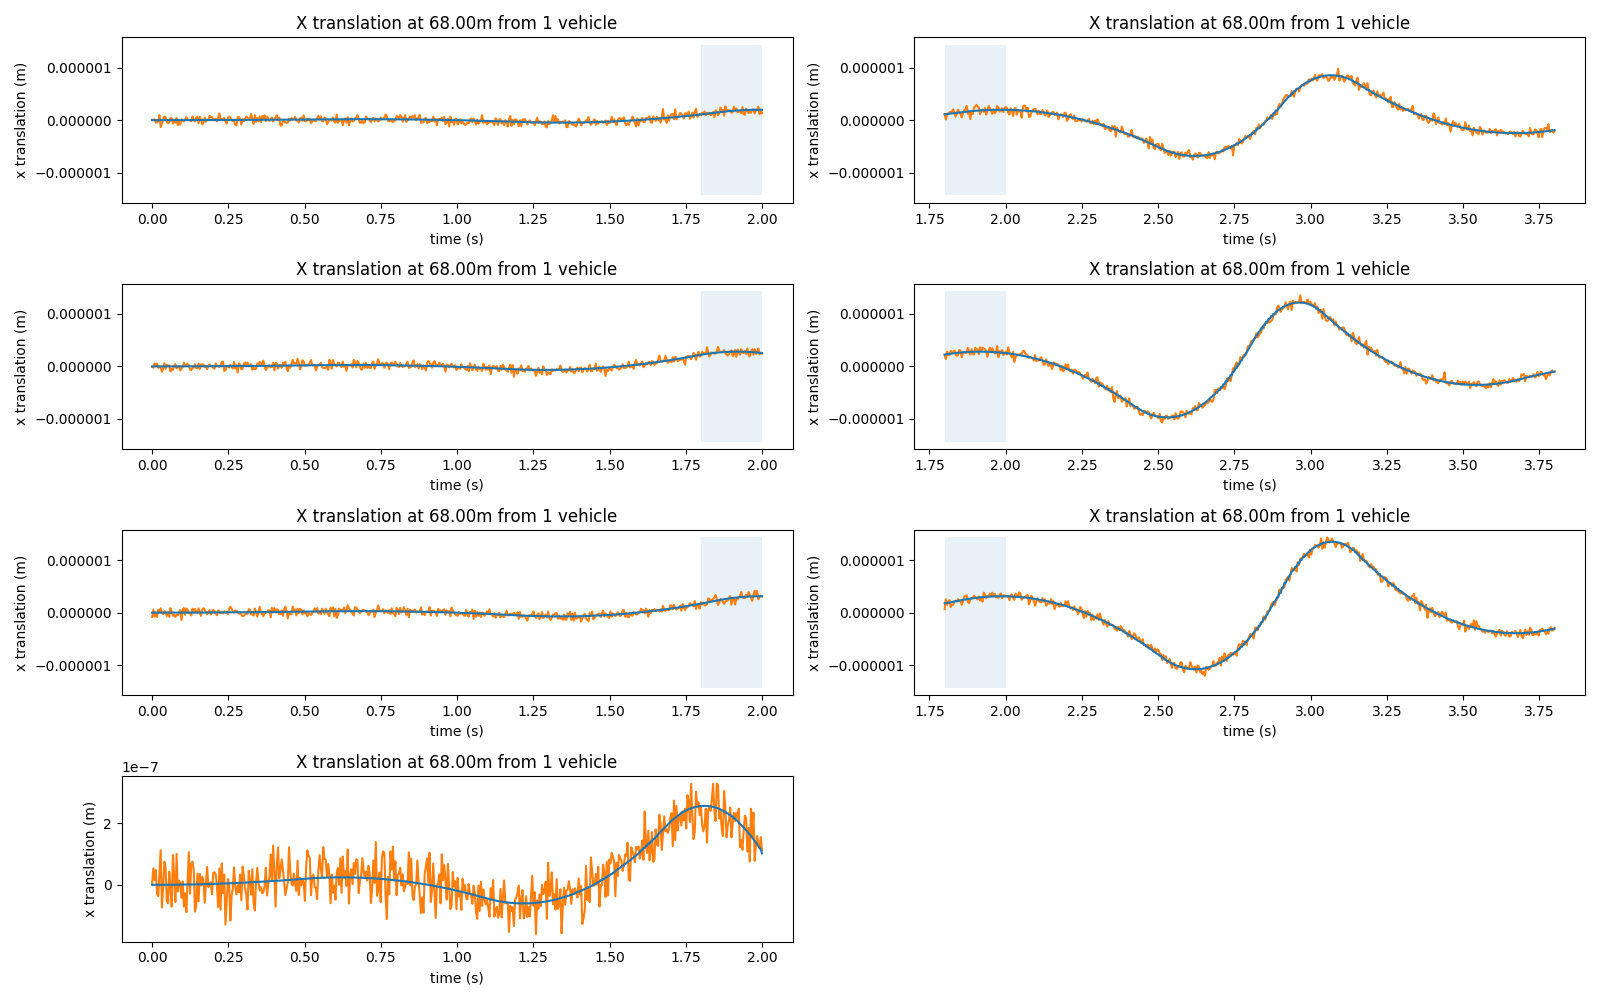 X translation at 68.00m from 1 vehicle
x translation (m)
0.000001
0.000000
−0.000001
0.00 0.25 0.50 0.75 1.00 1.25 1.50 1.75 2.00
time (s)
X translation at 68.00m from 1 vehicle
x translation (m)
0.000001
0.000000
−0.000001
1.75 2.00 2.25 2.50 2.75 3.00 3.25 3.50 3.75
time (s)
X translation at 68.00m from 1 vehicle
x translation (m)
0.000001
0.000000
−0.000001
0.00 0.25 0.50 0.75 1.00 1.25 1.50 1.75 2.00
time (s)
X translation at 68.00m from 1 vehicle
x translation (m)
0.000001
0.000000
−0.000001
1.75 2.00 2.25 2.50 2.75 3.00 3.25 3.50 3.75
time (s)
X translation at 68.00m from 1 vehicle
x translation (m)
0.000001
0.000000
−0.000001
0.00 0.25 0.50 0.75 1.00 1.25 1.50 1.75 2.00
time (s)
X translation at 68.00m from 1 vehicle
x translation (m)
0.000001
0.000000
−0.000001
1.75 2.00 2.25 2.50 2.75 3.00 3.25 3.50 3.75
time (s)
X translation at 68.00m from 1 vehicle
1e−7
x translation (m)
2
0
0.00 0.25 0.50 0.75 1.00 1.25 1.50 1.75 2.00
time (s)